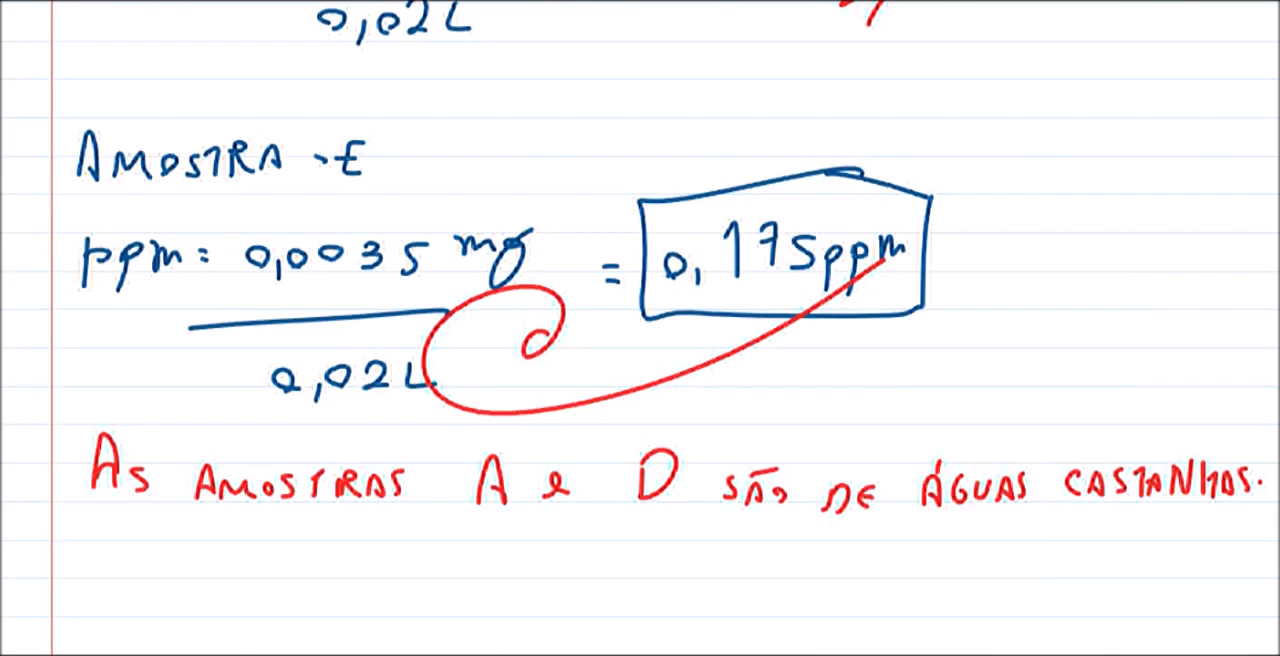 0,02L
AMOSTRA -E
ppm: 0,0035 mg = 0,175ppm
0,02L
As AMOSTRAS A e D SÃO DE ÁGUAS CASTANHAS.